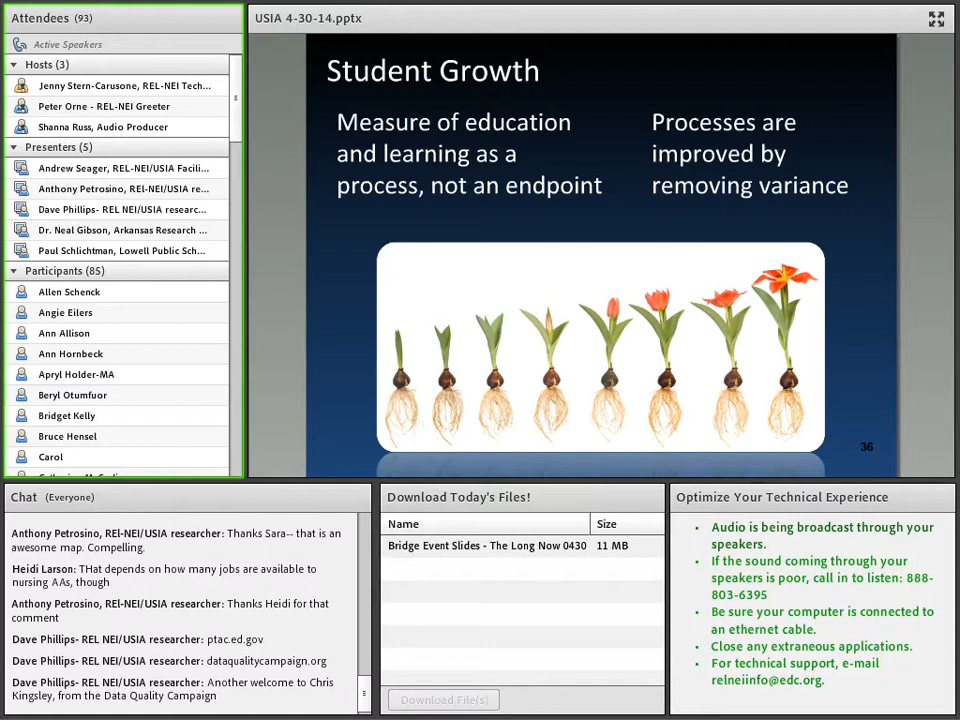 Attendees (93)
Active Speakers
Hosts (3)
Jenny Stern-Carusone, REL-NEI Tech...
Peter Orne - REL-NEI Greeter
Shanna Russ, Audio Producer
Presenters (5)
Andrew Seager, REL-NEI/USIA Facili...
Anthony Petrosino, REl-NEI/USIA re...
Dave Phillips- REL NEI/USIA researc...
Dr. Neal Gibson, Arkansas Research ...
Paul Schlichtman, Lowell Public Sch...
Participants (85)
Allen Schenck
Angie Eilers
Ann Allison
Ann Hornbeck
Apryl Holder-MA
Beryl Otumfuor
Bridget Kelly
Bruce Hensel
Carol
USIA 4-30-14.pptx
Student Growth
Measure of education
and learning as a
process, not an endpoint
Processes are
improved by
removing variance
36
Chat (Everyone)
Anthony Petrosino, REl-NEI/USIA researcher: Thanks Sara-- that is an
awesome map. Compelling.
Heidi Larson: THat depends on how many jobs are available to
nursing AAs, though
Anthony Petrosino, REl-NEI/USIA researcher: Thanks Heidi for that
comment
Dave Phillips- REL NEI/USIA researcher: ptac.ed.gov
Dave Phillips- REL NEI/USIA researcher: dataqualitycampaign.org
Dave Phillips- REL NEI/USIA researcher: Another welcome to Chris
Kingsley, from the Data Quality Campaign
Download Today's Files!
Name Size
Bridge Event Slides - The Long Now 0430 11 MB
Download File(s)
Optimize Your Technical Experience
• Audio is being broadcast through your
speakers.
• If the sound coming through your
speakers is poor, call in to listen: 888-
803-6395
• Be sure your computer is connected to
an ethernet cable.
• Close any extraneous applications.
• For technical support, e-mail
relneiinfo@edc.org.